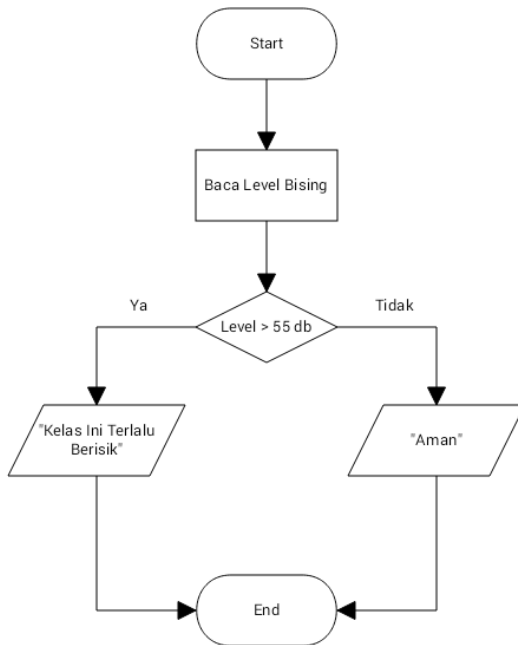 Start
Baca Level Bising
Ya
Tidak
Level > 55 db
"Kelas Ini Terlalu
Berisik"
"Aman"
End